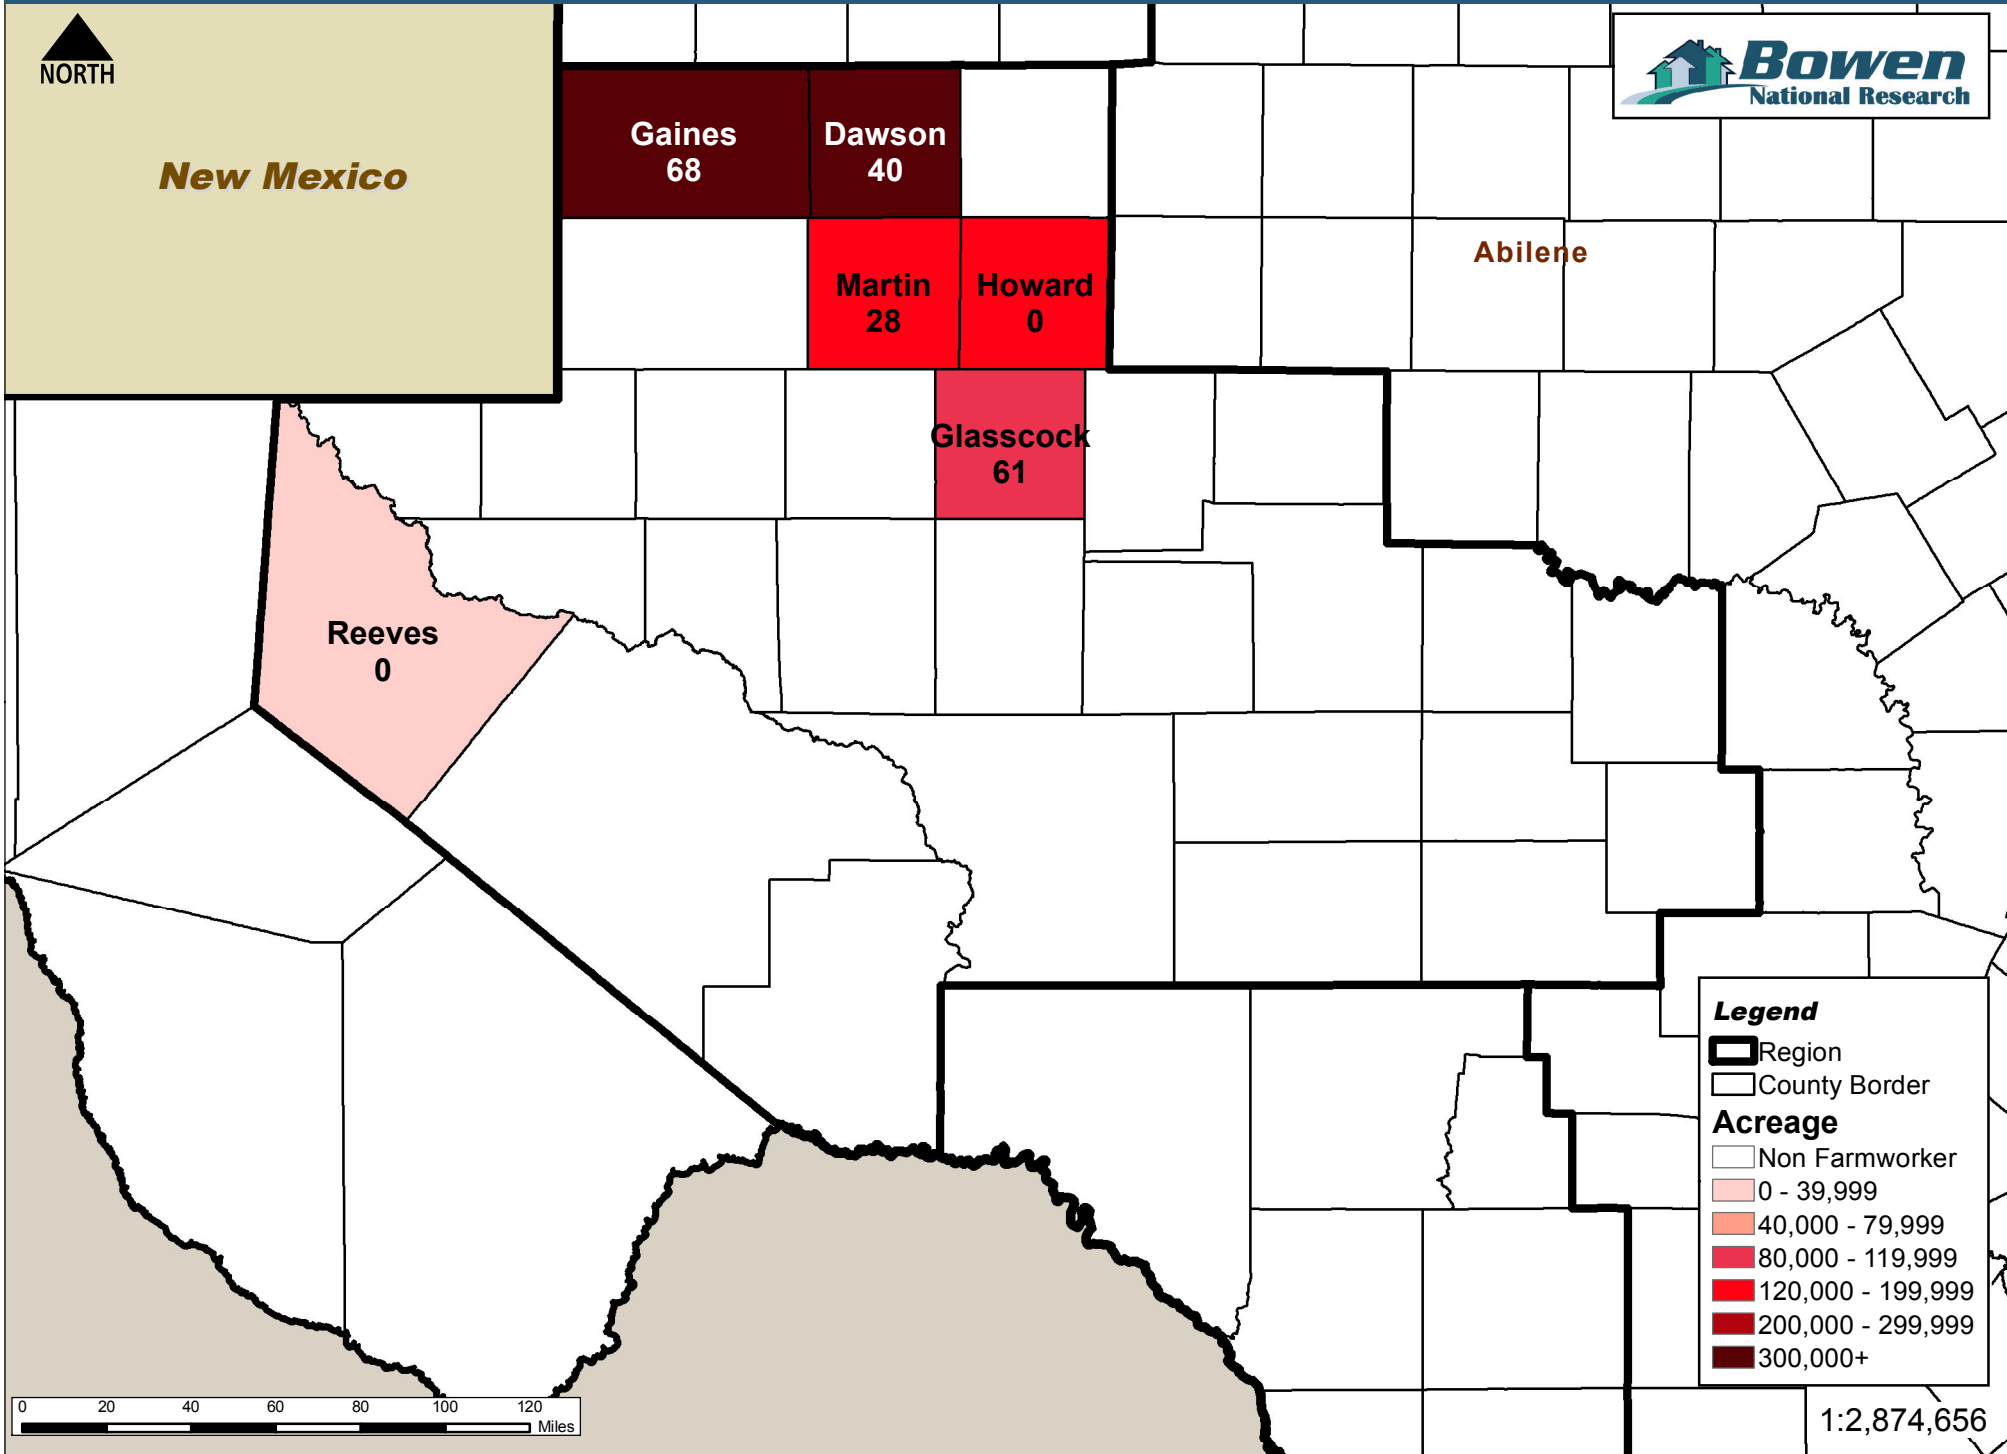 NORTH
Bowen
National Research
New Mexico
Gaines
68
Dawson
40
Abilene
Martin
28
Howard
0
Glasscock
61
Reeves
0
Legend
Region
County Border
Acreage
Non Farmworker
0 - 39,999
40,000 - 79,999
80,000 - 119,999
120,000 - 199,999
200,000 - 299,999
300,000+
0 20 40 60 80 100 120
Miles
1:2,874,656